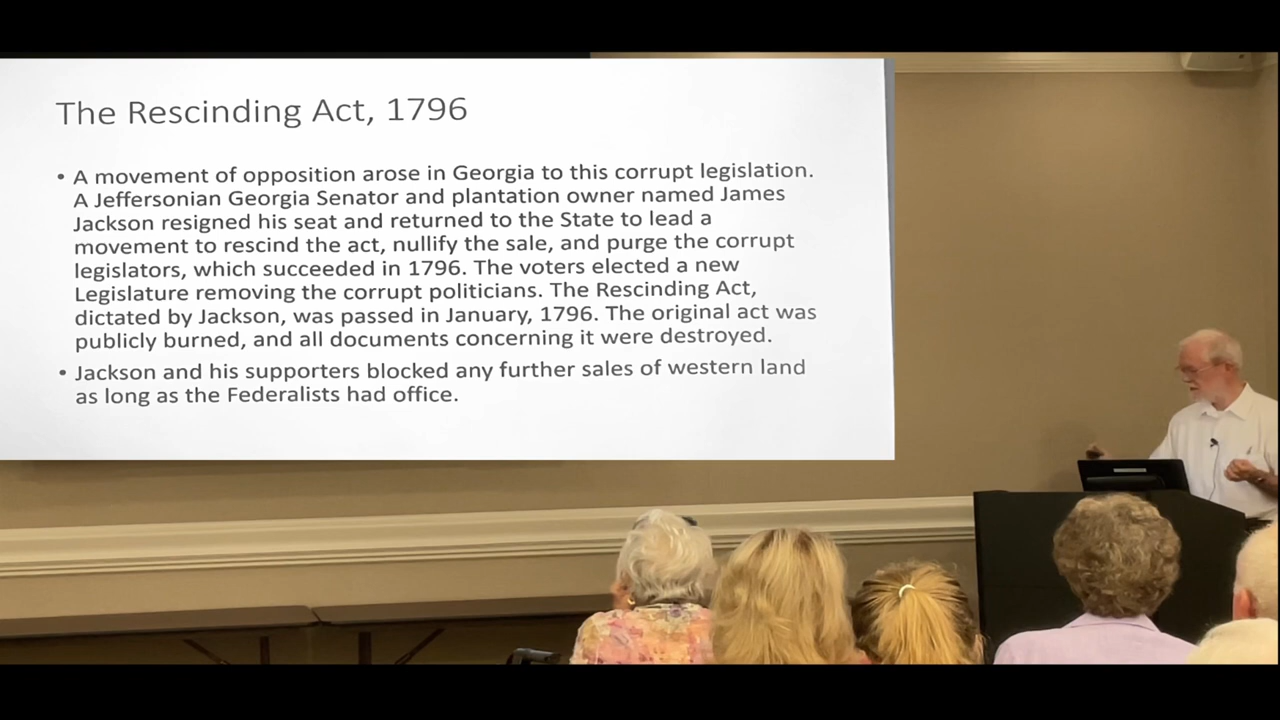 The Rescinding Act, 1796
• A movement of opposition arose in Georgia to this corrupt legislation.
A Jeffersonian Georgia Senator and plantation owner named James
Jackson resigned his seat and returned to the State to lead a
movement to rescind the act, nullify the sale, and purge the corrupt
legislators, which succeeded in 1796. The voters elected a new
Legislature removing the corrupt politicians. The Rescinding Act,
dictated by Jackson, was passed in January, 1796. The original act was
publicly burned, and all documents concerning it were destroyed.
• Jackson and his supporters blocked any further sales of western land
as long as the Federalists had office.